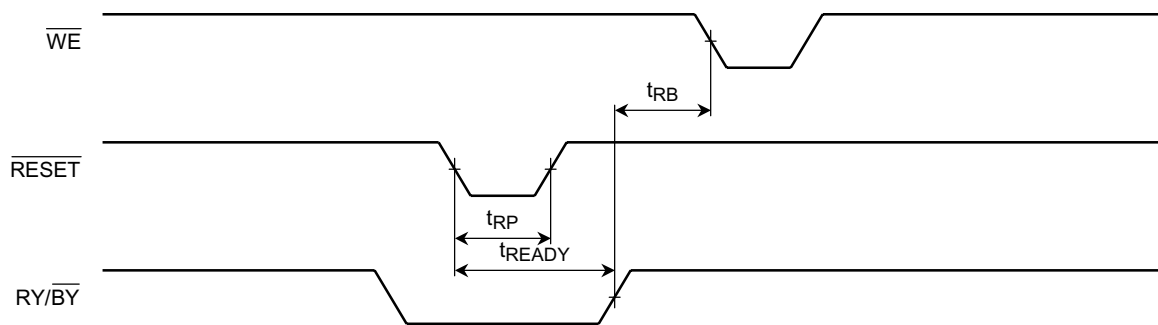 WE
tRB
RESET
tRP
tREADY
RY/BY